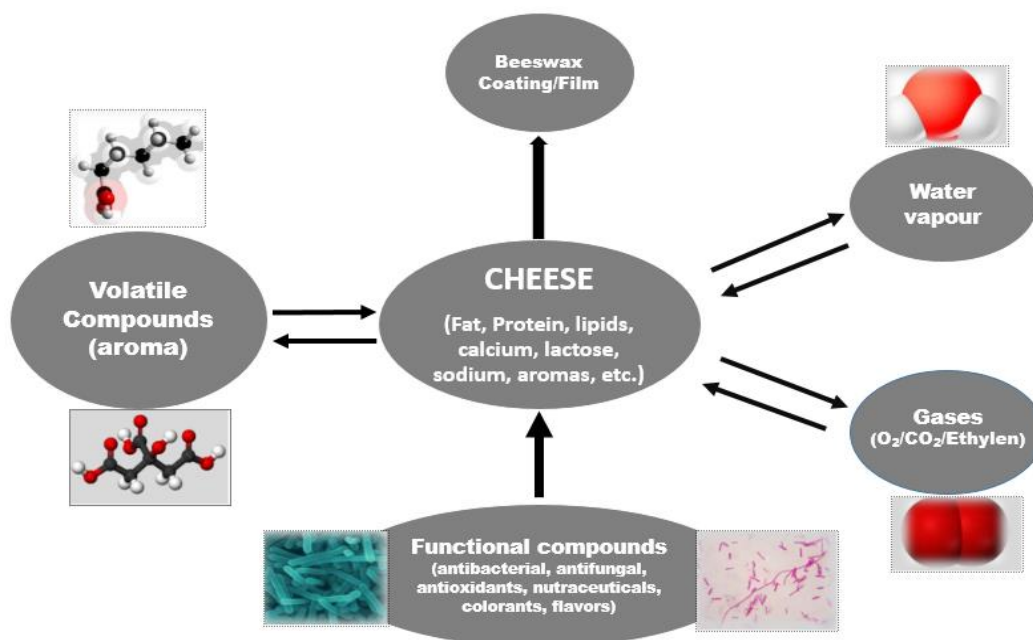 Beeswax
Coating/Film
Water
vapour
Volatile
Compounds
(aroma)
CHEESE
(Fat, Protein, lipids,
calcium, lactose,
sodium, aromas, etc.)
Gases
(O₂/CO₂/Ethylen)
Functional compounds
(antibacterial, antifungal,
antioxidants, nutraceuticals,
colorants, flavors)